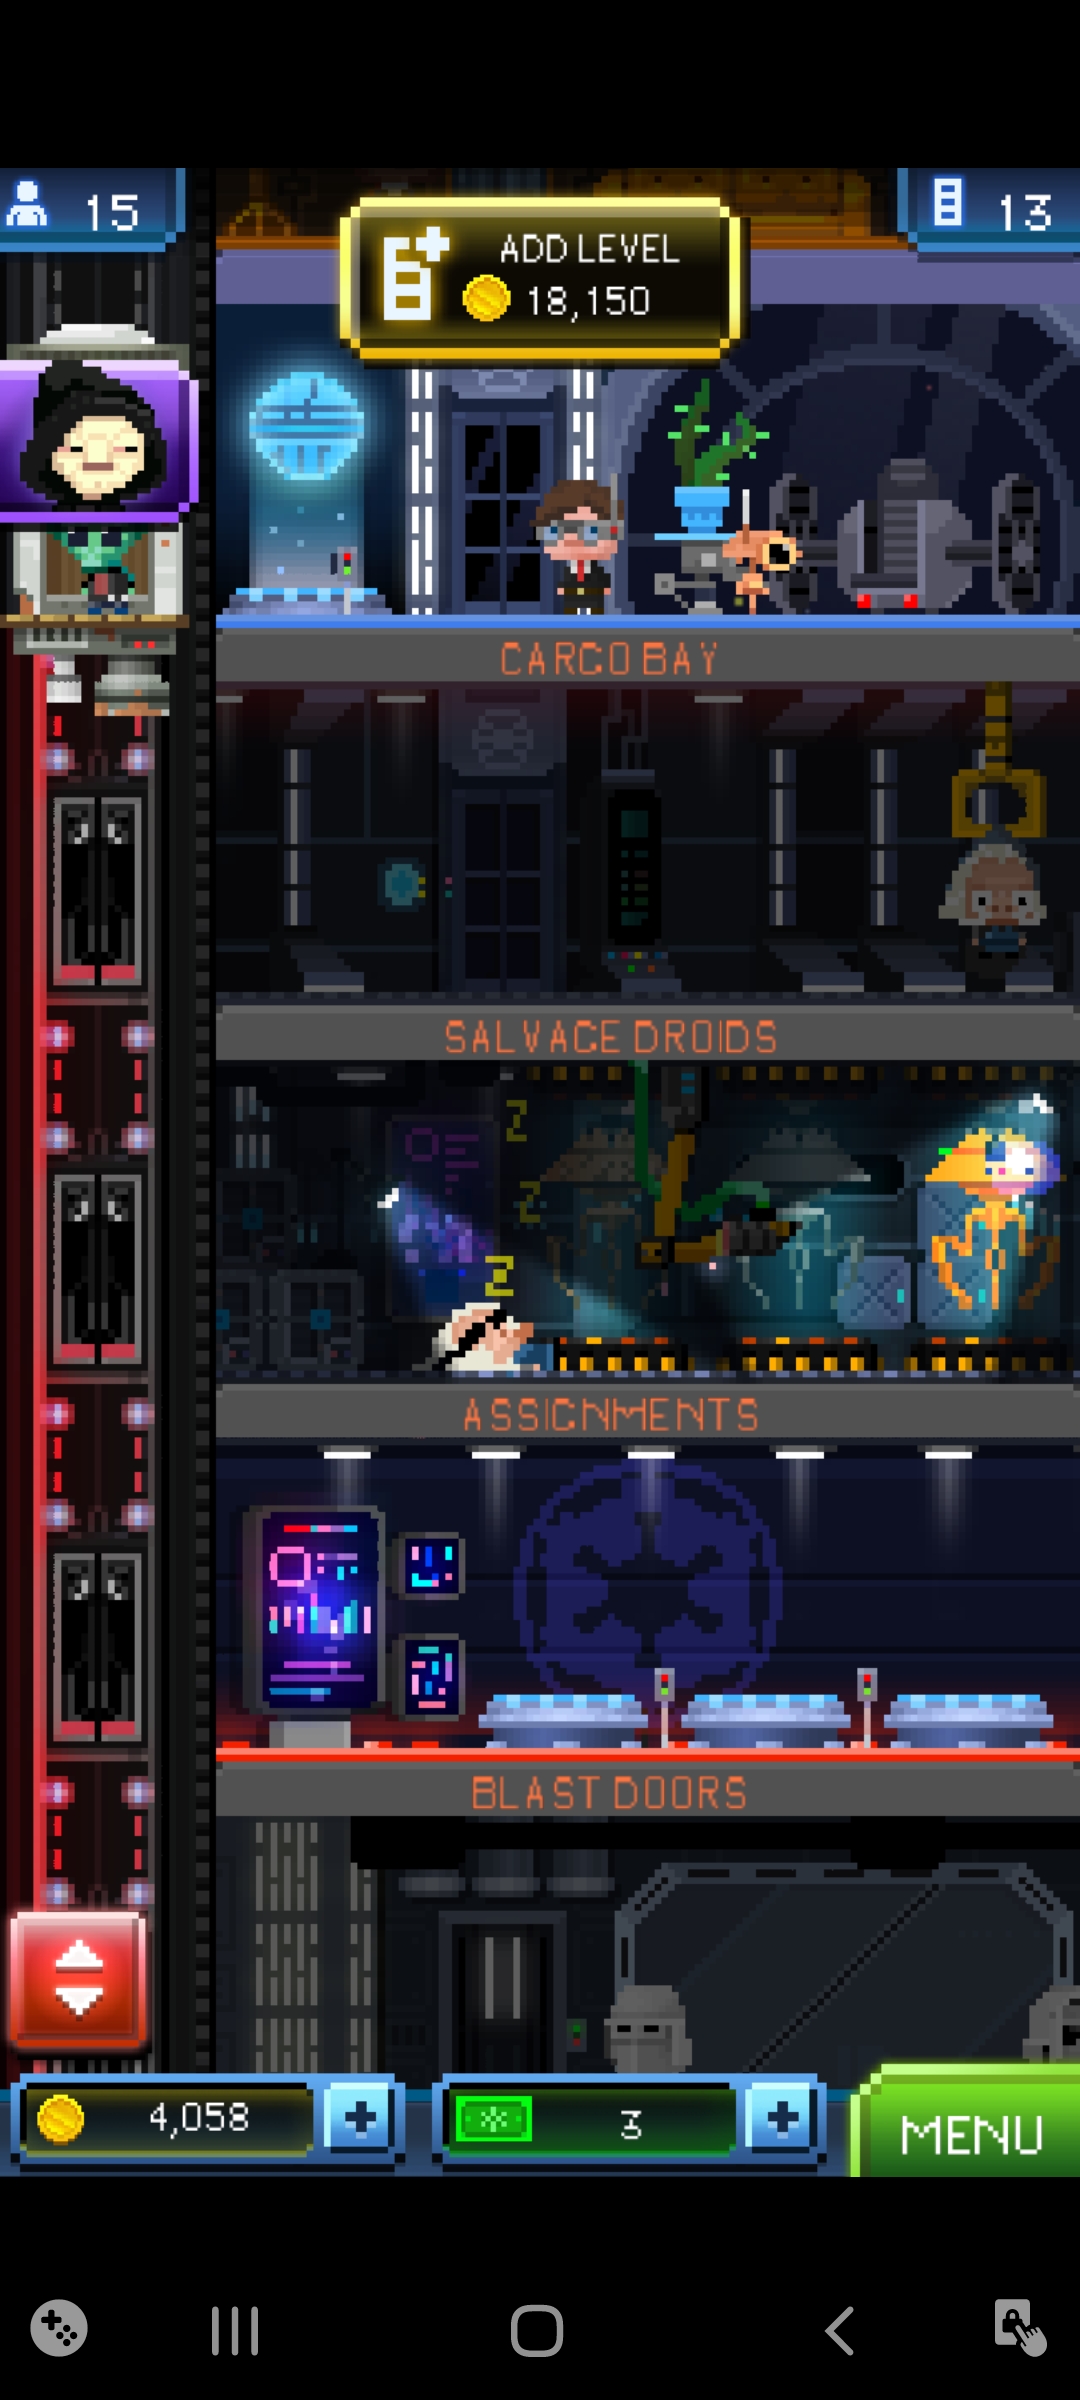 15
ADD LEVEL
18,150
13
CARGO BAY
SALVAGE DROIDS
Z
Z
Z
ASSIGNMENTS
BLAST DOORS
4,058
3
MENU